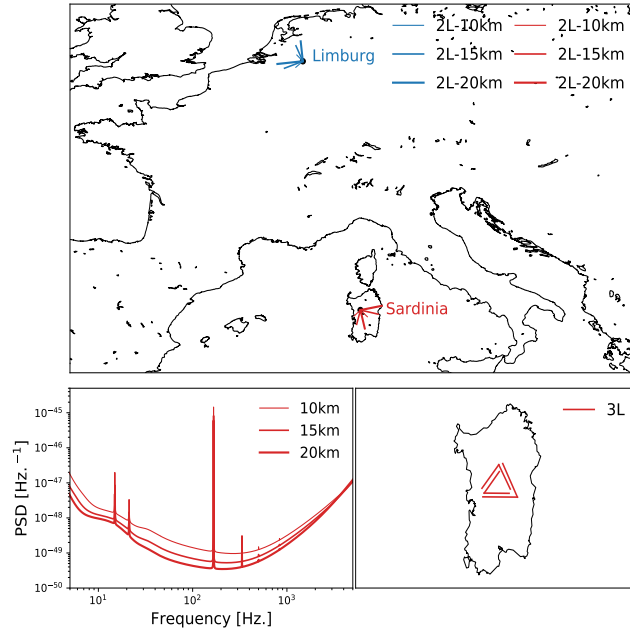 2L-10km 2L-10km
Limburg 2L-15km 2L-15km
2L-20km 2L-20km
Sardinia
PSD [Hz. ⁻¹]
10⁻⁴⁵
10⁻⁴⁶
10⁻⁴⁷
10⁻⁴⁸
10⁻⁴⁹
10⁻⁵⁰
10km
15km
20km
10¹ 10² 10³
Frequency [Hz.]
3L